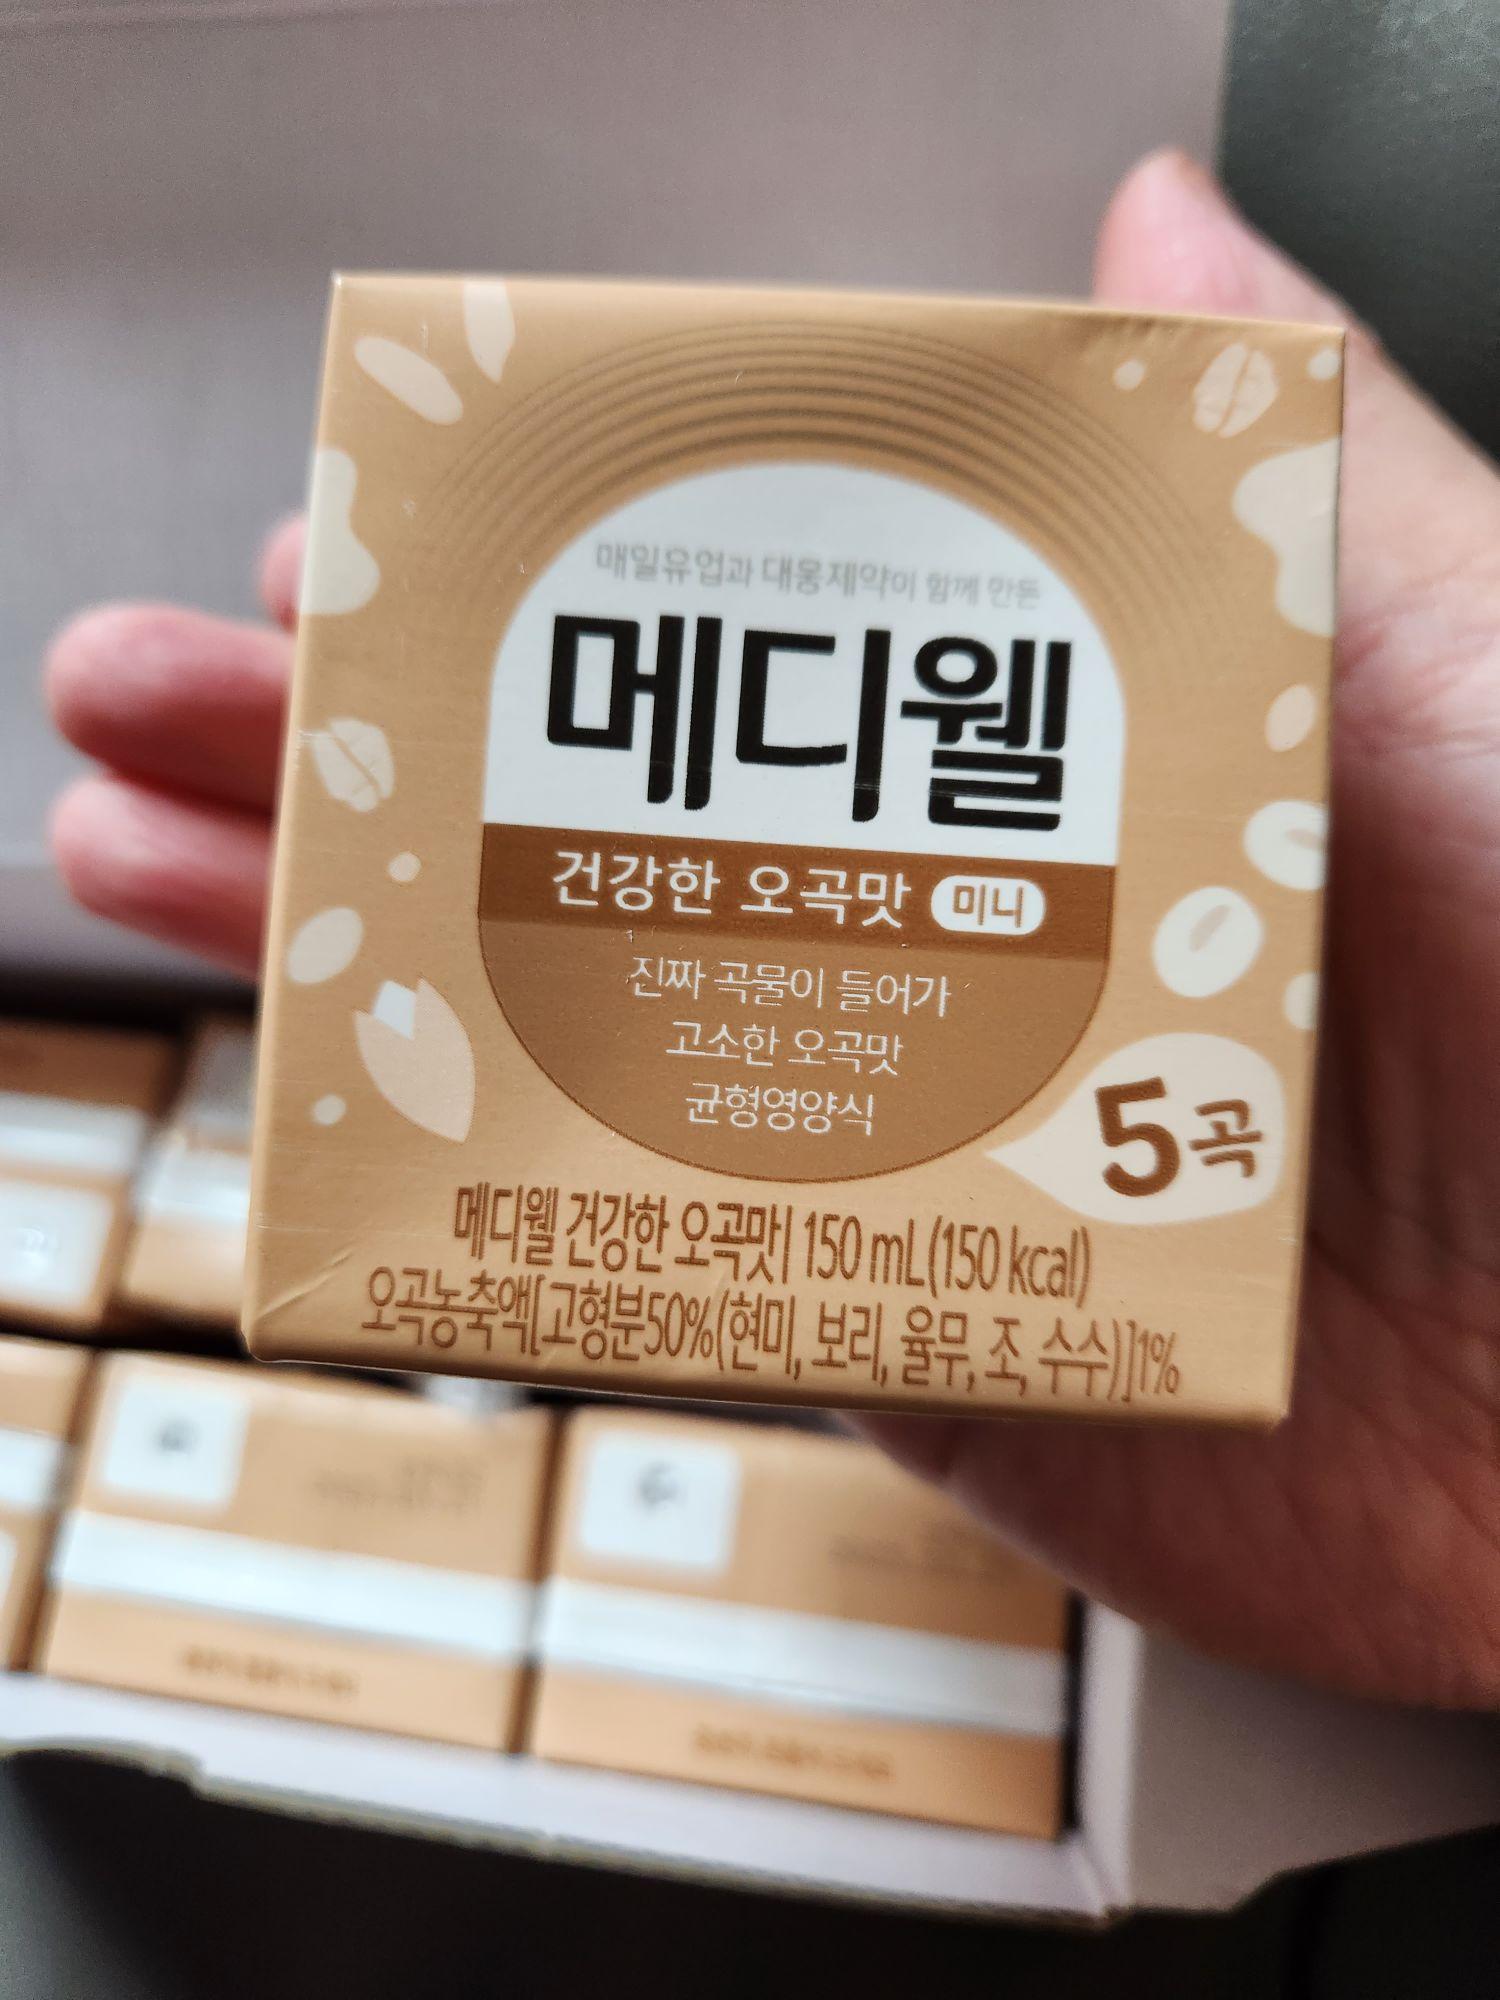 매일유업과 대웅제약이 함께 만든
메디웰
건강한 오곡맛 미니
진짜 곡물이 들어가
고소한 오곡맛
균형영양식
5곡
메디웰 건강한 오곡맛| 150 mL(150 kcal)
오곡농축액[고형분50%(현미, 보리, 율무, 조, 수수)]1%